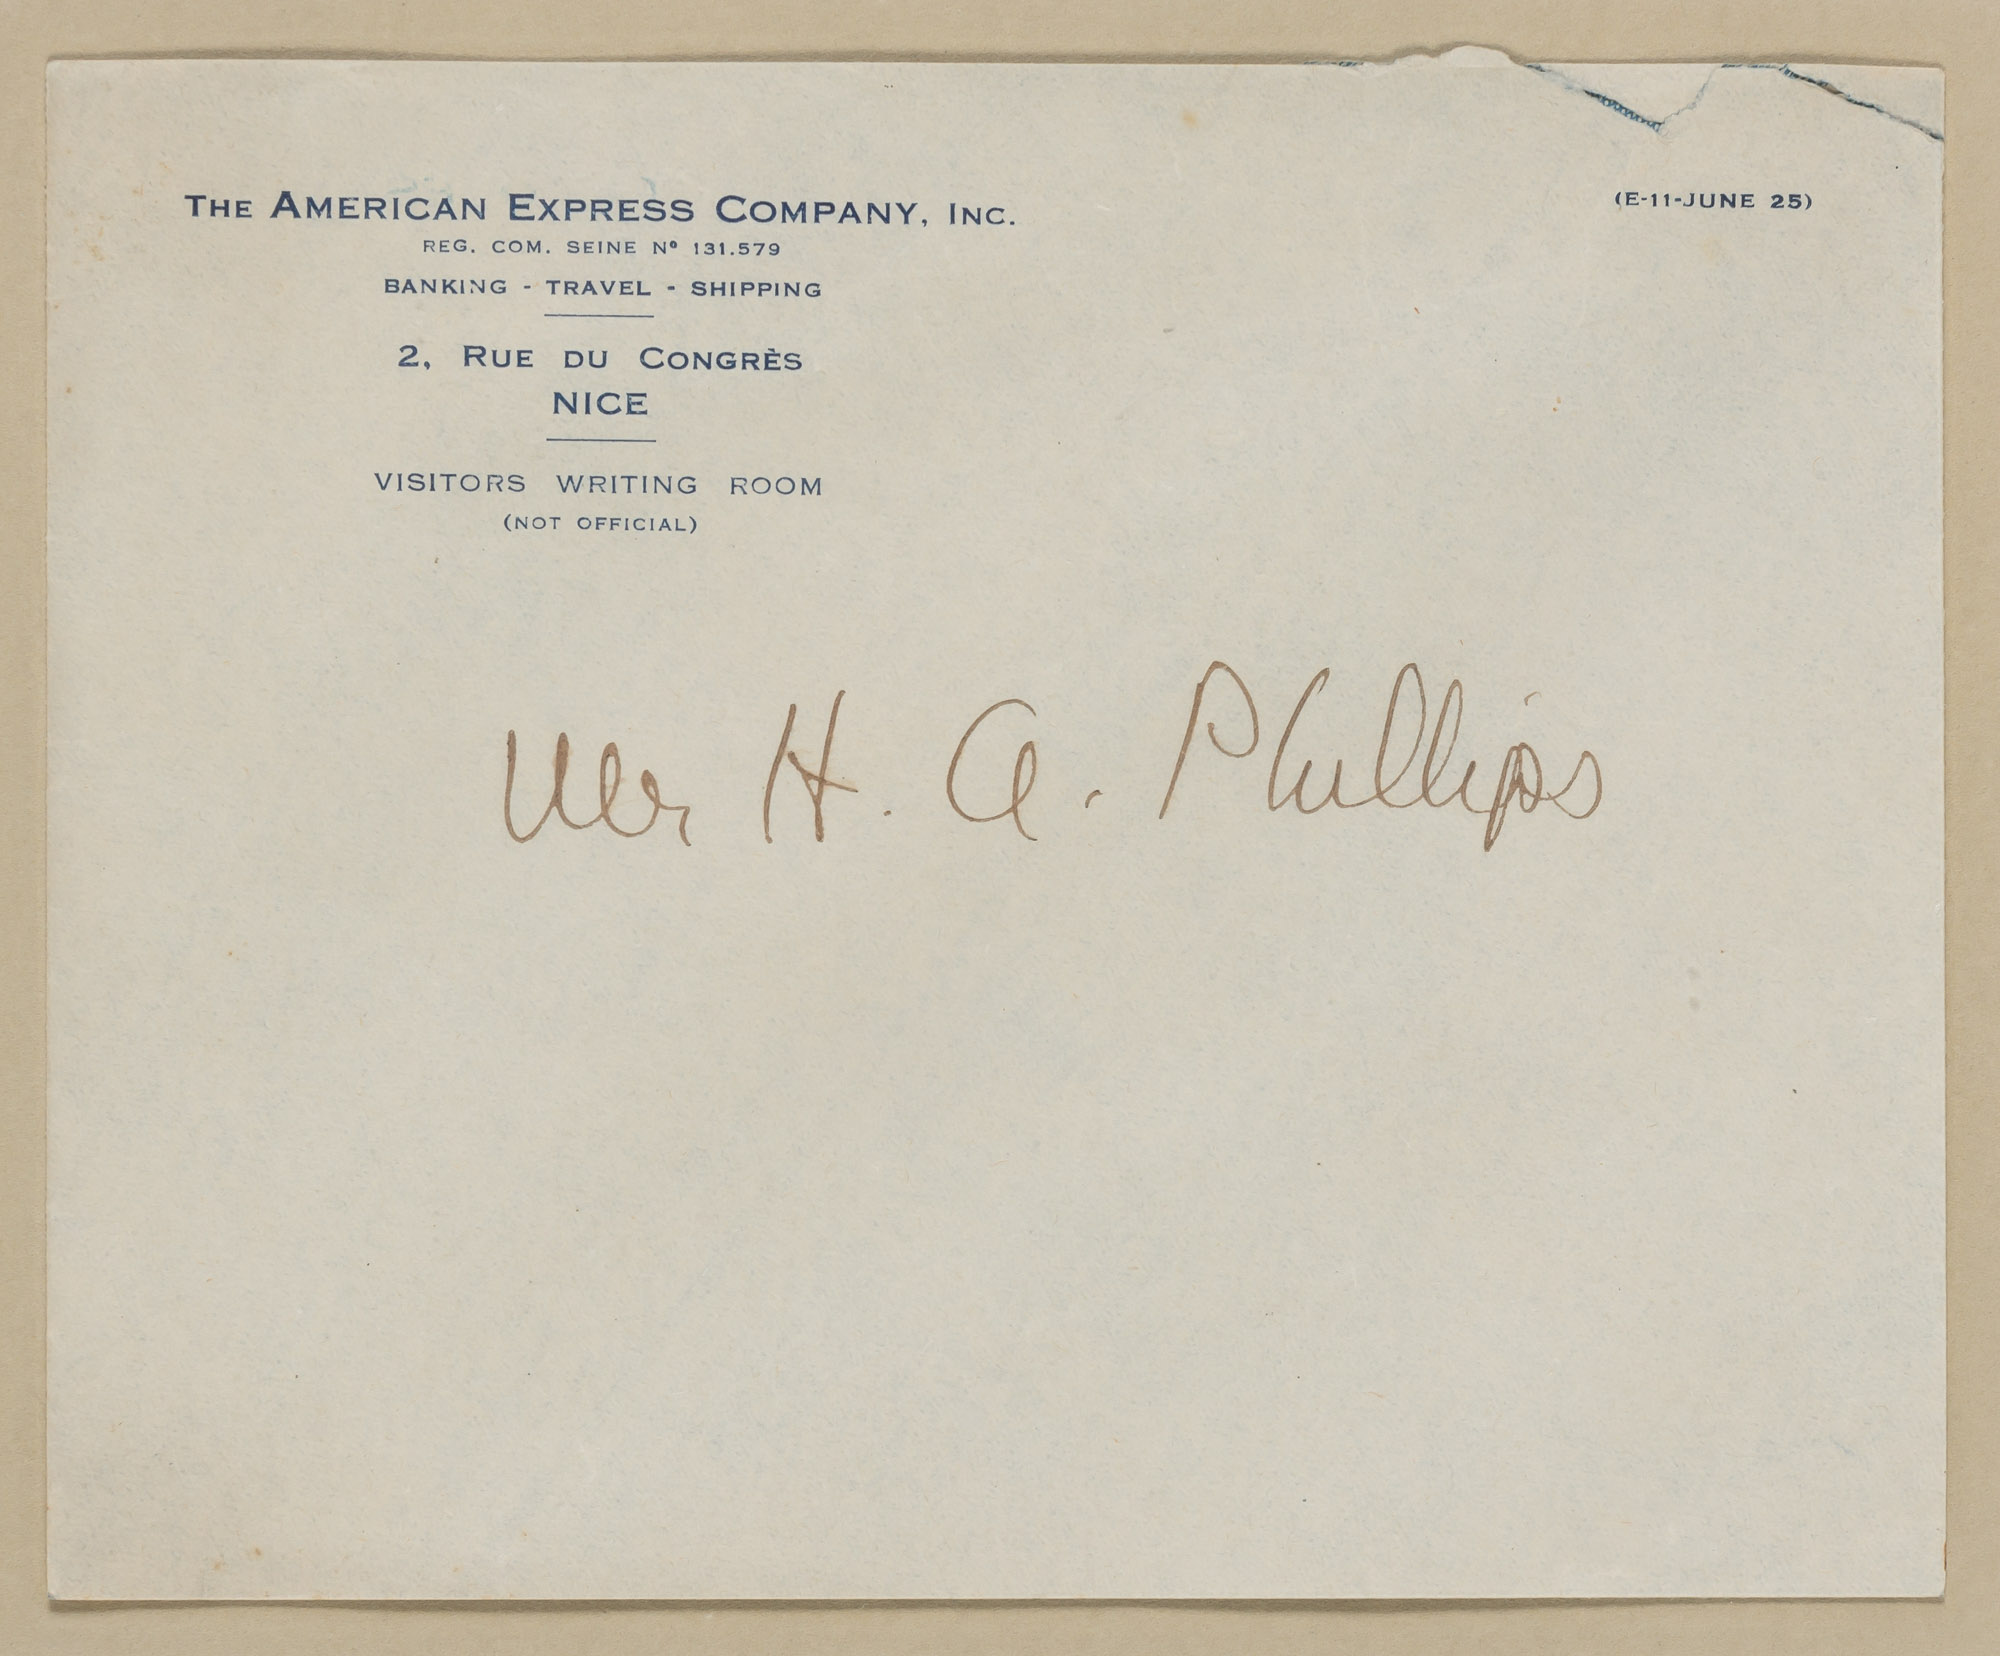 THE AMERICAN EXPRESS COMPANY, INC.
(E-11-JUNE 25)
REG. COM. SEINE Nº 131.579
BANKING - TRAVEL - SHIPPING
2, RUE DU CONGRÈS
NICE
VISITORS WRITING ROOM
(NOT OFFICIAL)
Mr H. A. Phillips